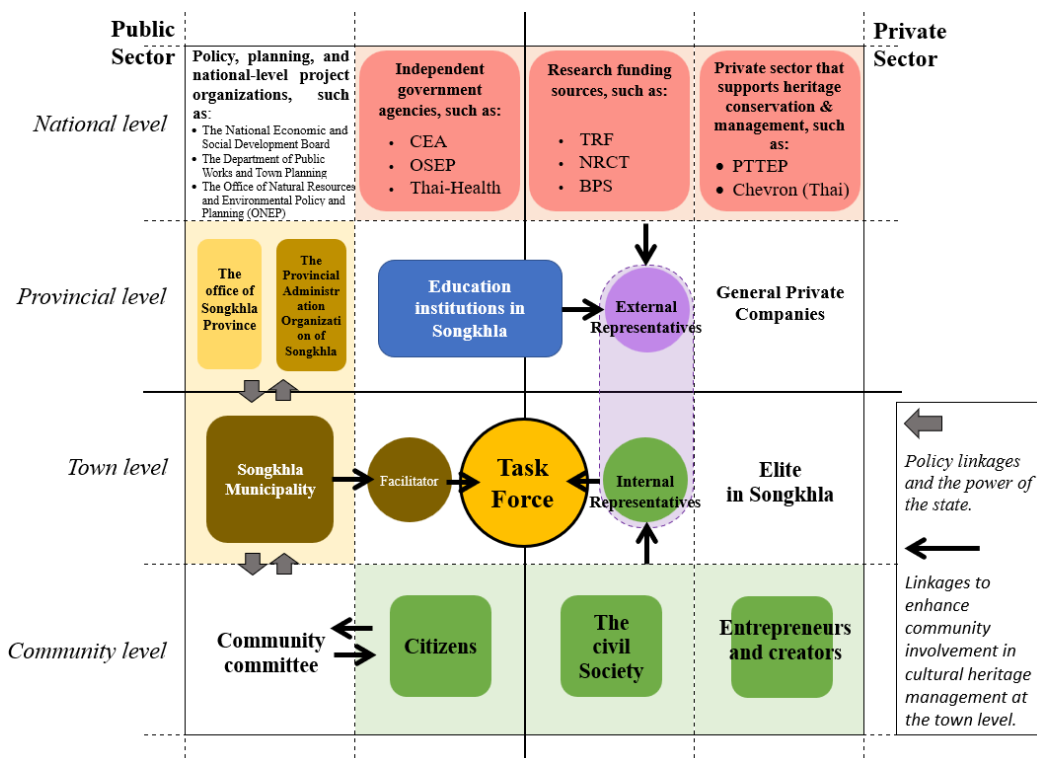 Public
Sector
Private
Sector
National level
Policy, planning, and
national-level project
organizations, such
as:
• The National Economic and
Social Development Board
• The Department of Public
Works and Town Planning
• The Office of Natural Resources
and Environmental Policy and
Planning (ONEP)
Independent
government
agencies, such as:
• CEA
• OSEP
• Thai-Health
Research funding
sources, such as:
• TRF
• NRCT
• BPS
Private sector that
supports heritage
conservation &
management, such
as:
• PTTEP
• Chevron (Thai)
Provincial level
The
office of
Songkhla
Province
The
Provincial
Administr
ation
Organizati
on of
Songkhla
Education
institutions in
Songkhla
External
Representatives
General Private
Companies
Town level
Songkhla
Municipality
Facilitator
Task
Force
Internal
Representatives
Elite
in Songkhla
Policy linkages
and the power of
the state.
Linkages to
enhance
community
involvement in
cultural heritage
management at
the town level.
Community level
Community
committee
Citizens
The
civil
Society
Entrepreneurs
and creators